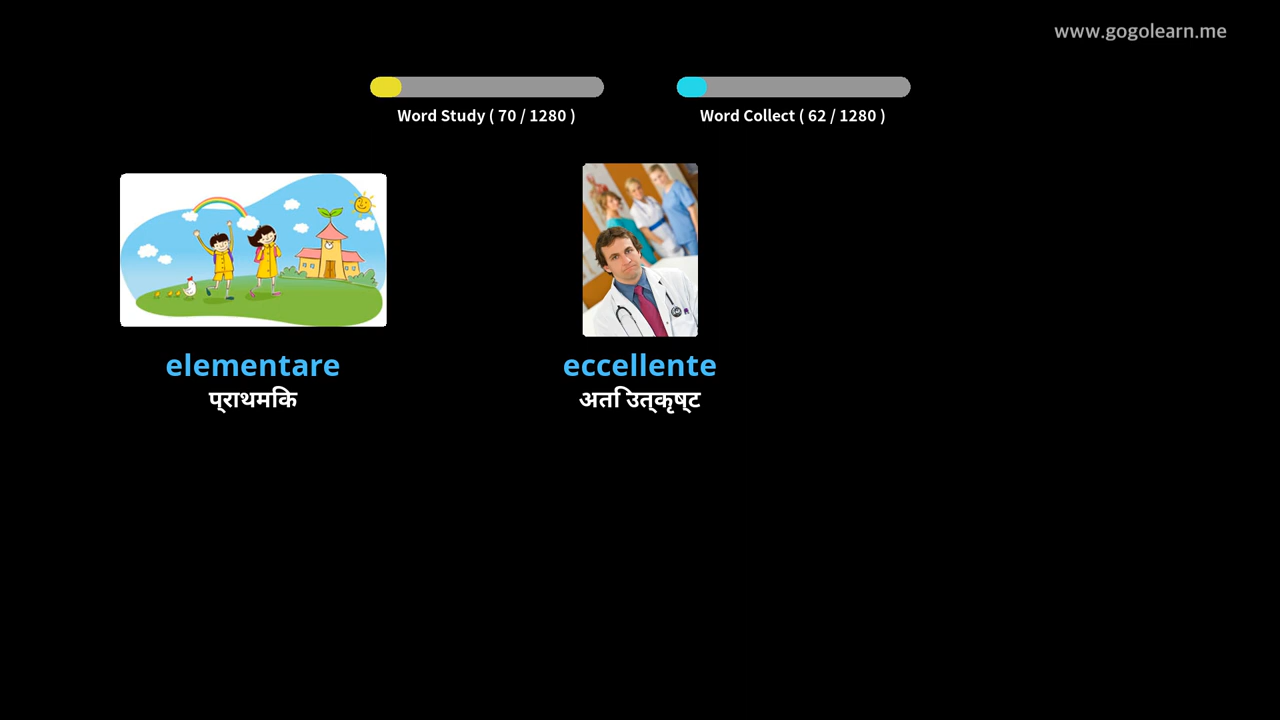 www.gogolearn.me
Word Study ( 70 / 1280 )
Word Collect ( 62 / 1280 )
elementare
eccellente
प्राथमिक
अति उत्कृष्ट